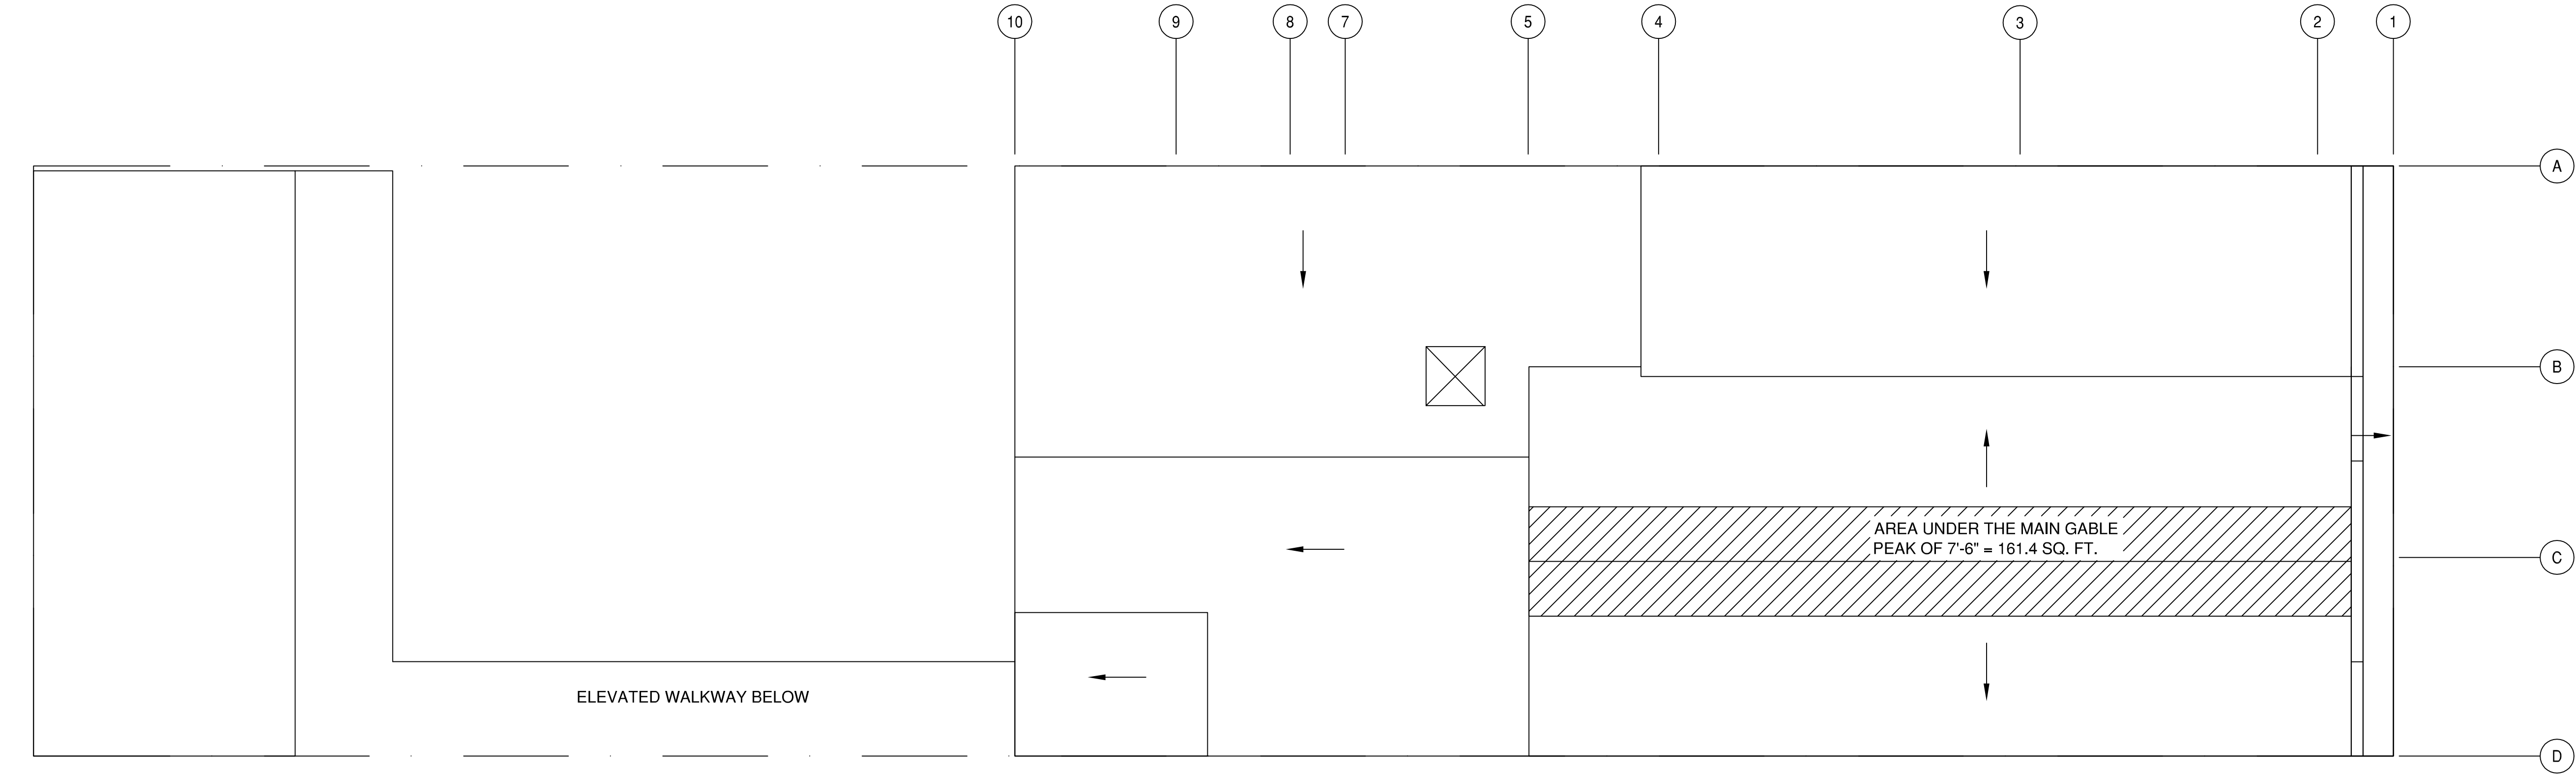 10
9
8
7
5
4
3
2
1
A
B
AREA UNDER THE MAIN GABLE
PEAK OF 7'-6" = 161.4 SQ. FT.
C
ELEVATED WALKWAY BELOW
D